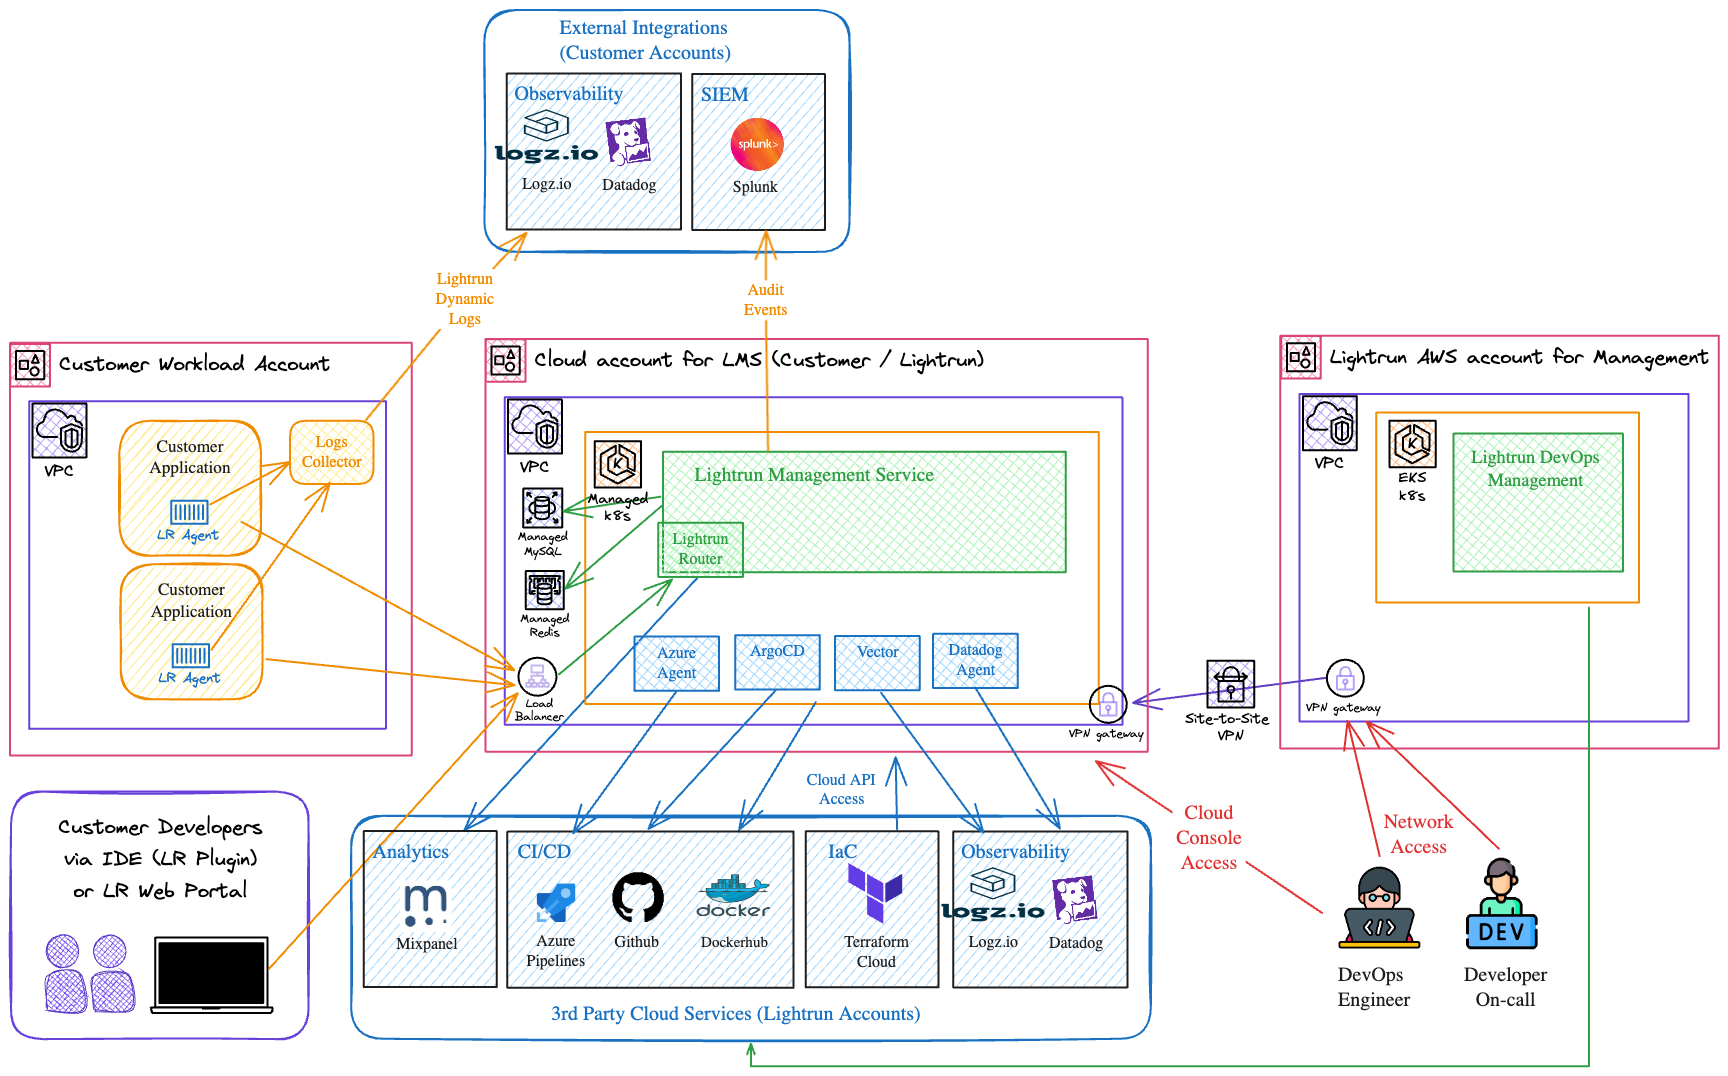 External Integrations
(Customer Accounts)
Observability
logz.io
Logz.io
Datadog
SIEM
splunk>
Splunk
Lightrun
Dynamic
Logs
Audit
Events
Customer Workload Account
VPC
Customer
Application
LR Agent
Logs
Collector
Customer
Application
LR Agent
Cloud account for LMS (Customer / Lightrun)
VPC
Managed
k8s
Managed
MySQL
Managed
Redis
Load
Balancer
Lightrun Management Service
Lightrun
Router
Azure
Agent
ArgoCD
Vector
Datadog
Agent
VPN gateway
Site-to-Site
VPN
Lightrun AWS account for Management
VPC
EKS
k8s
Lightrun DevOps
Management
VPN gateway
Customer Developers
via IDE (LR Plugin)
or LR Web Portal
Cloud API
Access
Cloud
Console
Access
Network
Access
Analytics
m
Mixpanel
CI/CD
Azure
Pipelines
Github
docker
Dockerhub
IaC
Terraform
Cloud
Observability
logz.io
Logz.io
Datadog
3rd Party Cloud Services (Lightrun Accounts)
</>
DevOps
Engineer
DEV
Developer
On-call